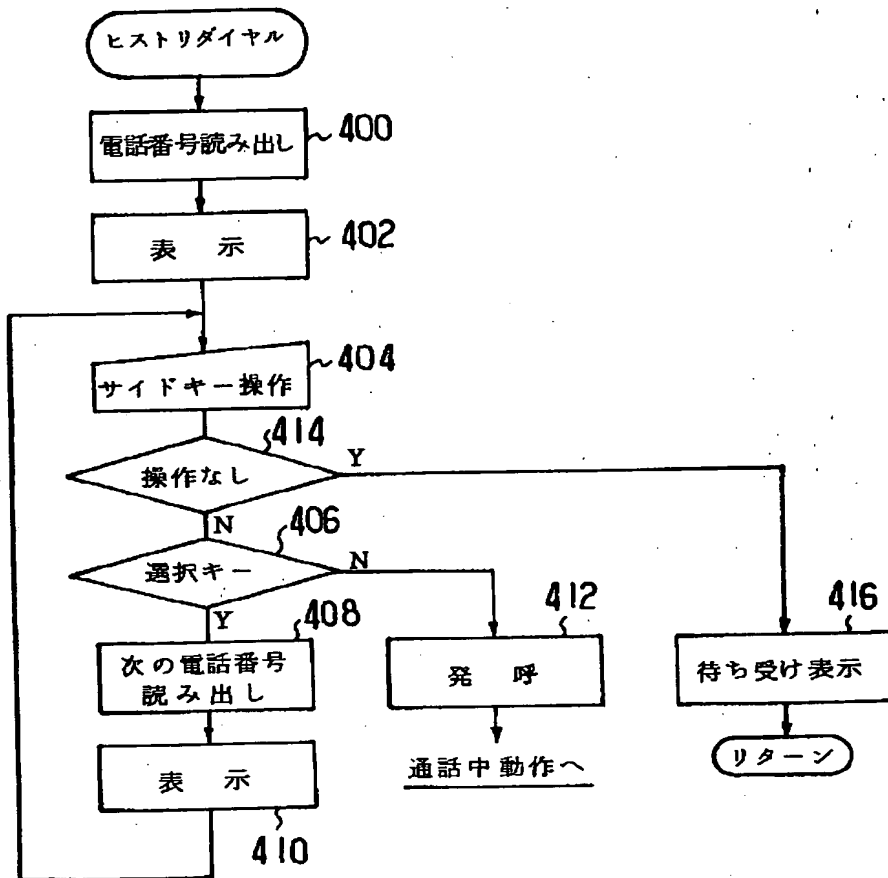 ヒストリダイヤル
電話番号読み出し
400
表 示
402
サイドキー操作
404
414
操作なし
Y
N
406
選択キー
N
Y
408
次の電話番号
読み出し
412
発 呼
416
待ち受け表示
表 示
410
通話中動作へ
リターン